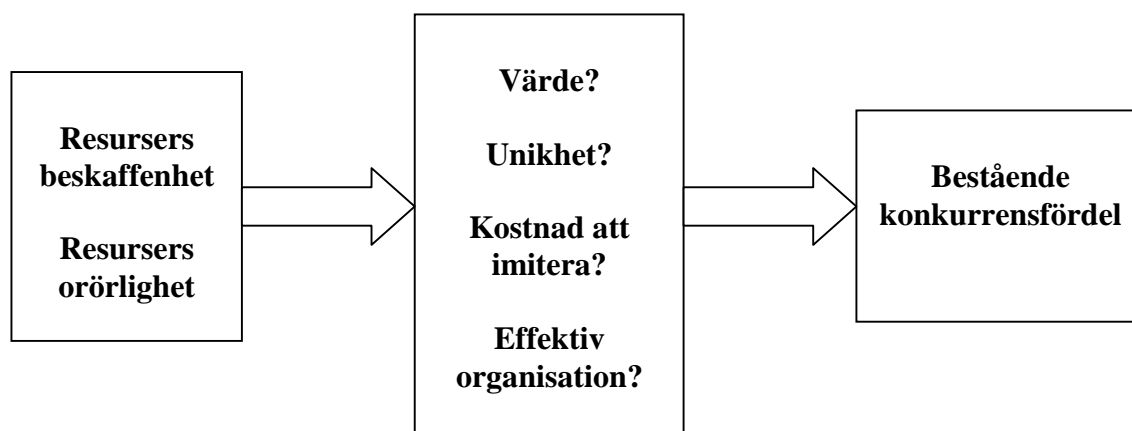 Resursers
beskaffenhet
Resursers
orörlighet
Värde?
Unikhet?
Kostnad att
imitera?
Effektiv
organisation?
Bestående
konkurrensfördel